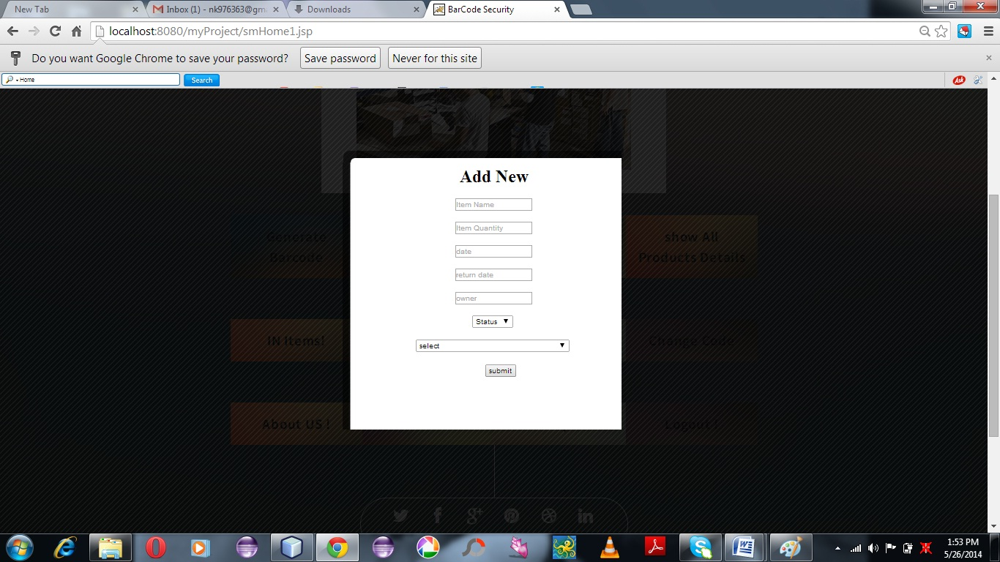 New Tab
Inbox (1) - nk976363@gm
Downloads
BarCode Security
localhost:8080/myProject/smHome1.jsp
Do you want Google Chrome to save your password?
Save password
Never for this site
Home
Search
Ask
Add New
Item Name
Item Quantity
date
return date
owner
Status
select
submit
Generate
Barcode
show All
Products Details
IN Items!
Change Code
About US !
Logout !
1:53 PM
5/26/2014